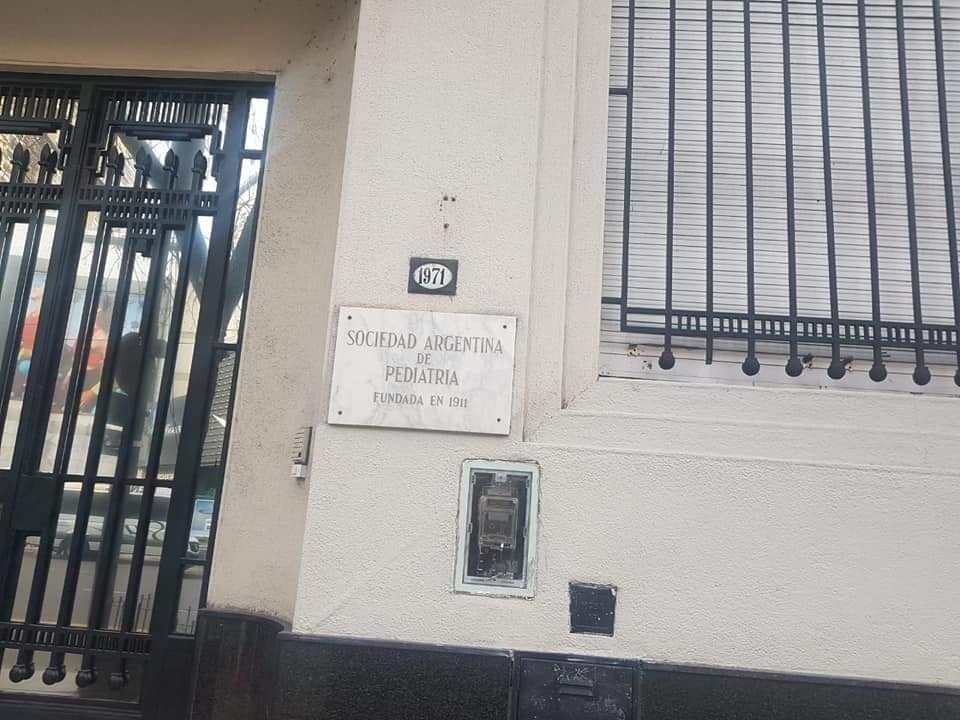 1971
SOCIEDAD ARGENTINA
DE
PEDIATRIA
FUNDADA EN 1911